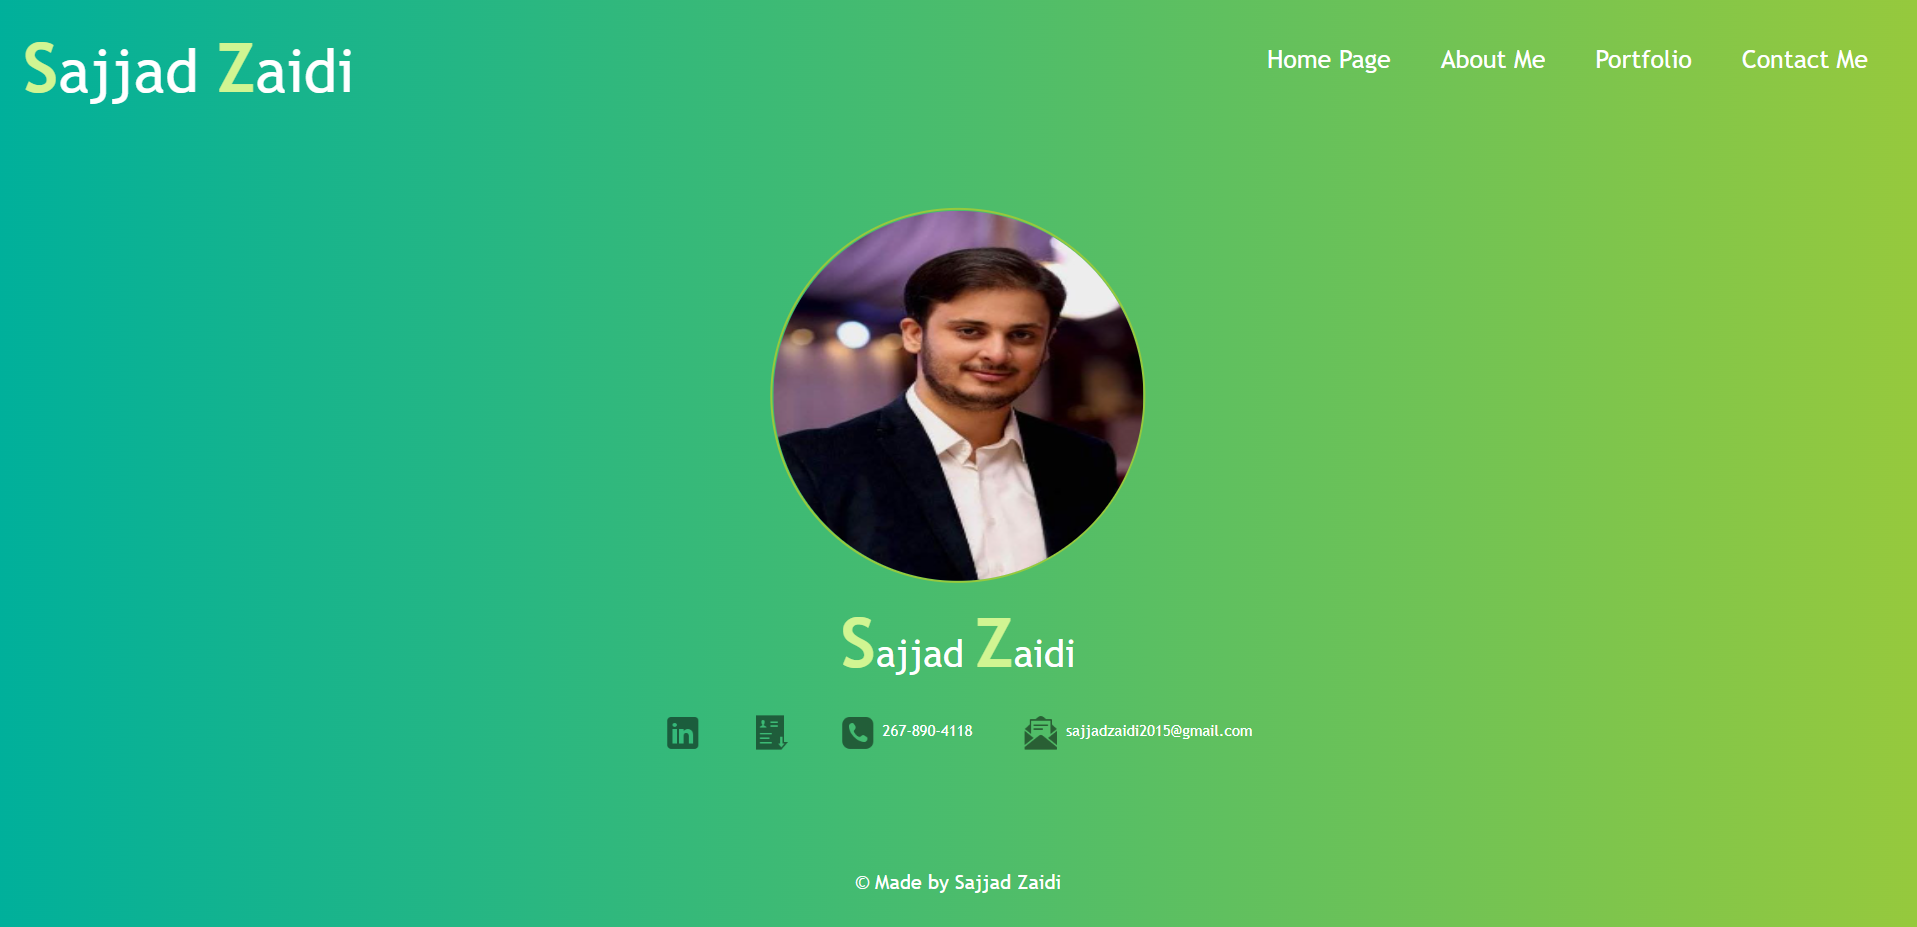 Sajjad Zaidi
Home Page About Me Portfolio Contact Me
Sajjad Zaidi
in 267-890-4118 sajjadzaidi2015@gmail.com
© Made by Sajjad Zaidi